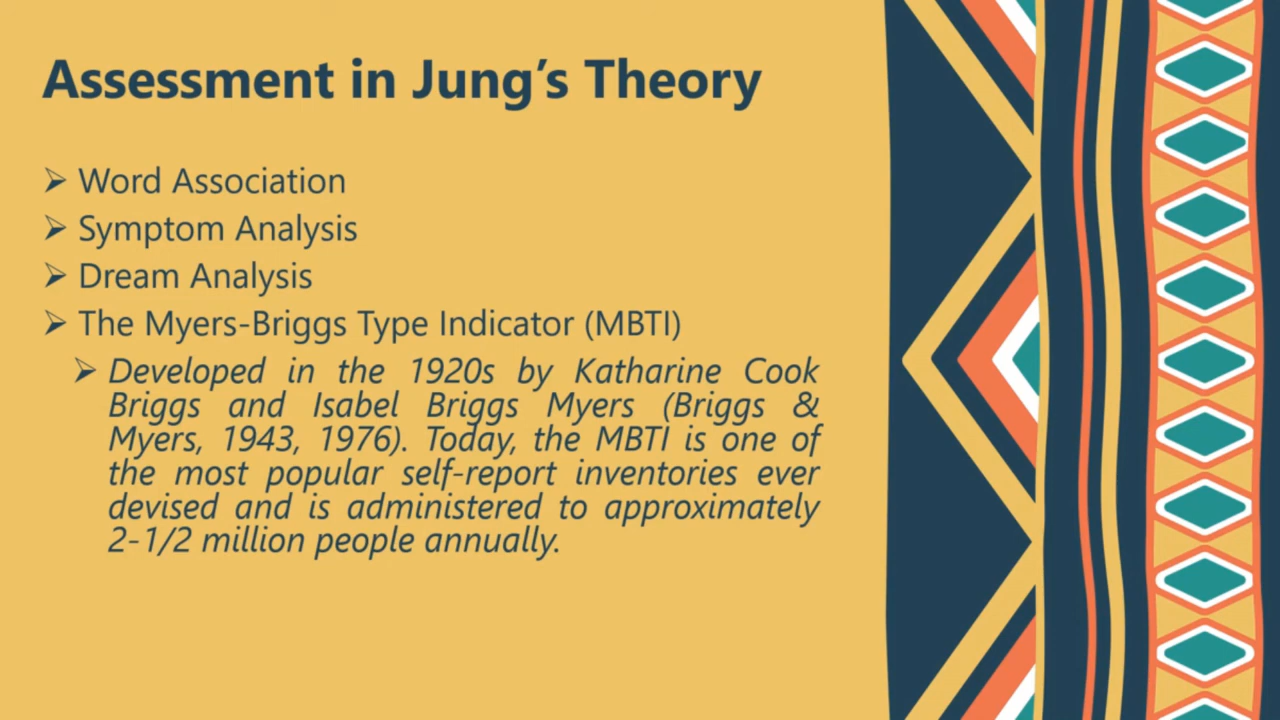 Assessment in Jung’s Theory
➢ Word Association
➢ Symptom Analysis
➢ Dream Analysis
➢ The Myers-Briggs Type Indicator (MBTI)
➢ Developed in the 1920s by Katharine Cook
Briggs and Isabel Briggs Myers (Briggs &
Myers, 1943, 1976). Today, the MBTI is one of
the most popular self-report inventories ever
devised and is administered to approximately
2-1/2 million people annually.